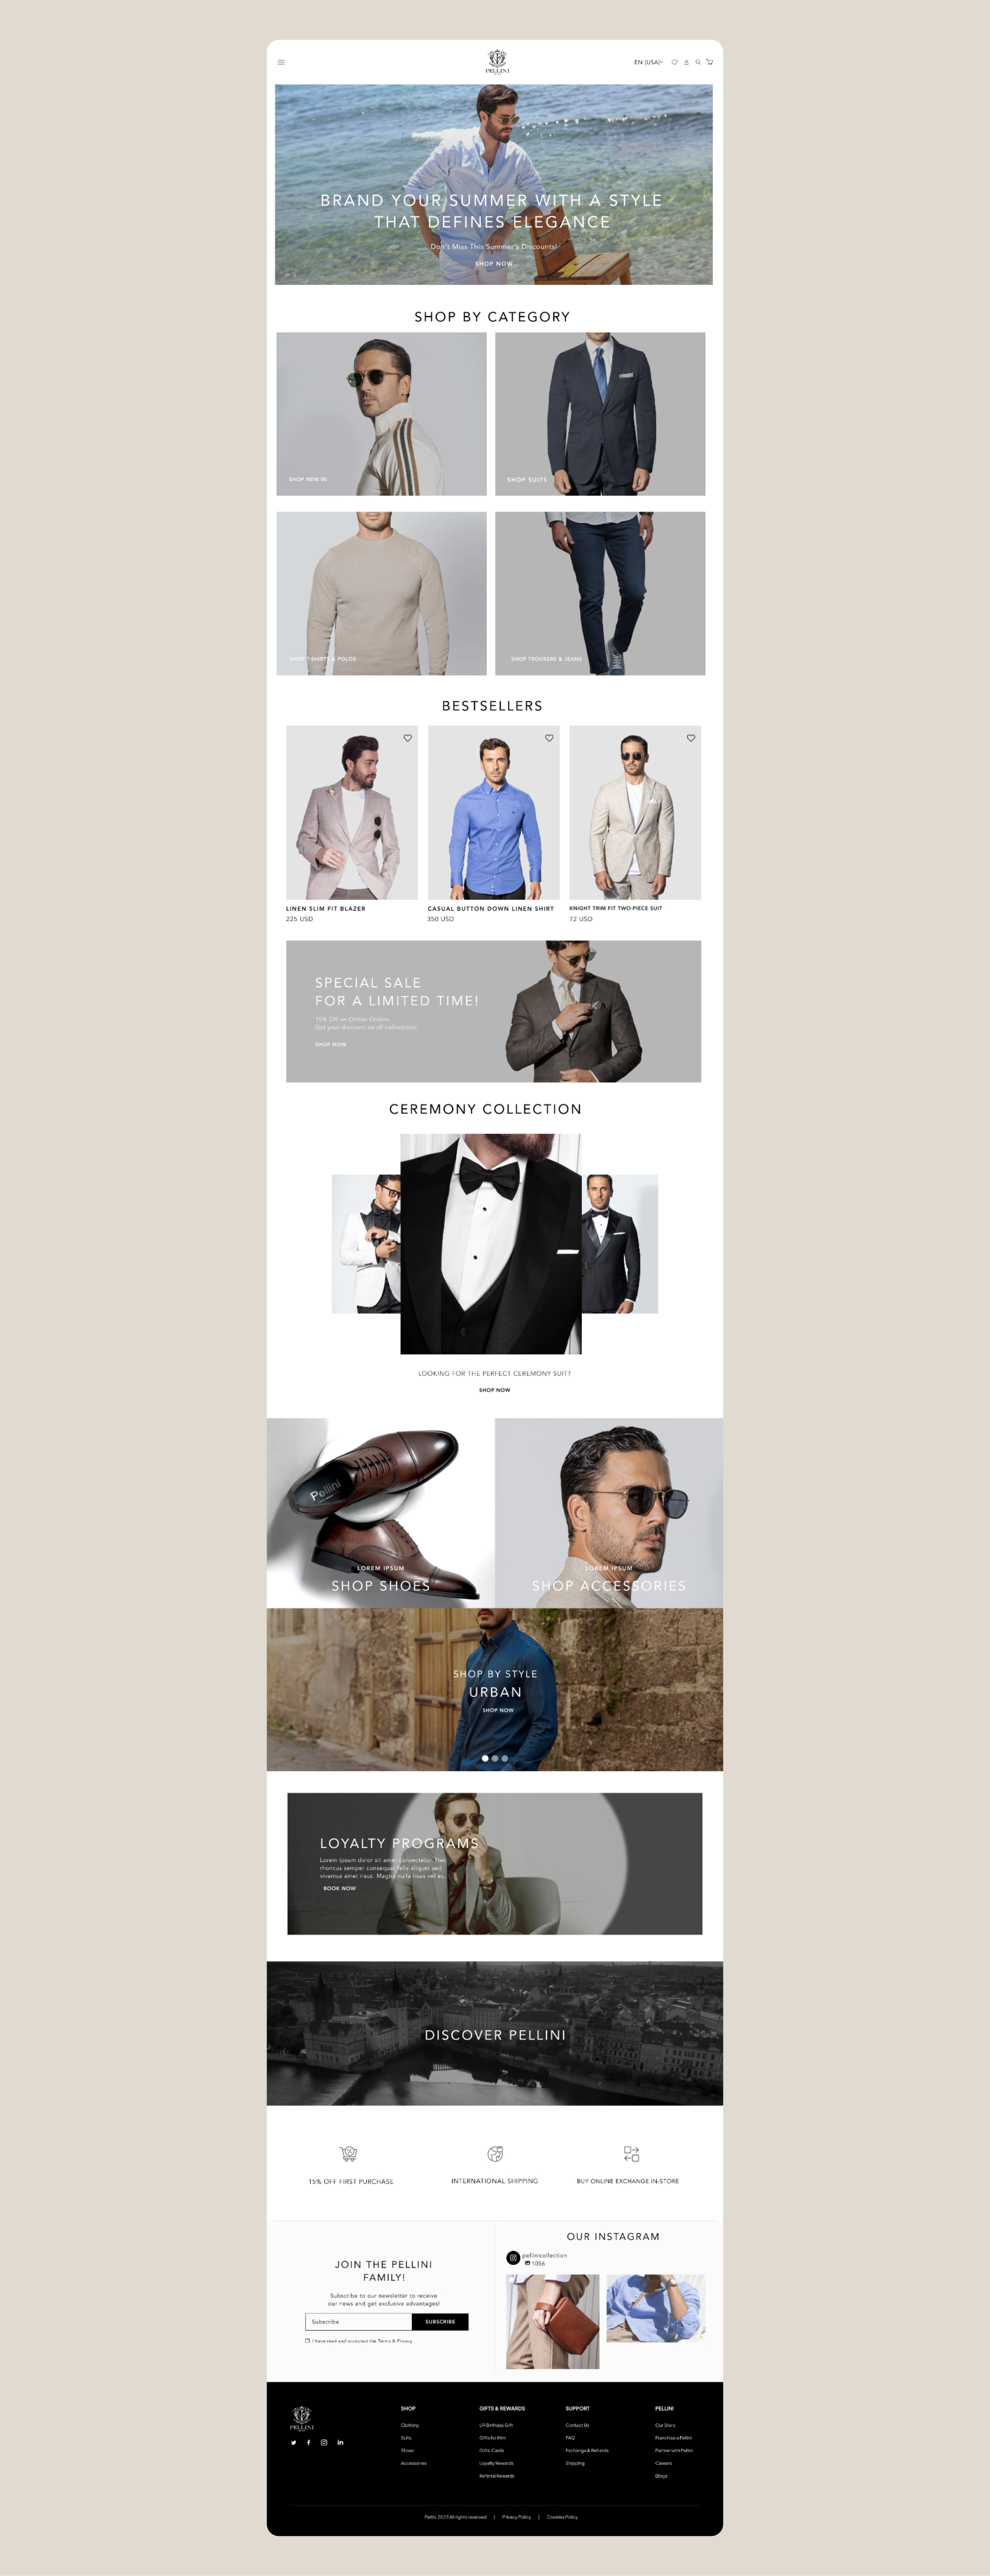 PELLINI
EN (USA)
BRAND YOUR SUMMER WITH A STYLE
THAT DEFINES ELEGANCE
Don't Miss This Summer's Discounts!
SHOP NOW
SHOP BY CATEGORY
SHOP NEW IN
SHOP SUITS
SHOP T-SHIRTS & POLOS
SHOP TROUSERS & JEANS
BESTSELLERS
LINEN SLIM FIT BLAZER
225 USD
CASUAL BUTTON DOWN LINEN SHIRT
350 USD
KNIGHT TRIM FIT TWO-PIECE SUIT
72 USD
SPECIAL SALE
FOR A LIMITED TIME!
15% Off on Online Orders
Get your discount on all collections!
SHOP NOW
CEREMONY COLLECTION
LOOKING FOR THE PERFECT CEREMONY SUIT?
SHOP NOW
Pellini
LOREM IPSUM
SHOP SHOES
LOREM IPSUM
SHOP ACCESSORIES
SHOP BY STYLE
URBAN
SHOP NOW
LOYALTY PROGRAMS
Lorem ipsum dolor sit amet consectetur. Nec
rhoncus semper consequat felis aliquet sed
vivamus amet risus. Magna nulla risus vel eu.
BOOK NOW
DISCOVER PELLINI
15% OFF FIRST PURCHASE
INTERNATIONAL SHIPPING
BUY ONLINE EXCHANGE IN-STORE
JOIN THE PELLINI
FAMILY!
Subscribe to our newsletter to receive
our news and get exclusive advantages!
Subscribe
SUBSCRIBE
I have read and accepted the Terms & Privacy
OUR INSTAGRAM
pellinicollection
1056
PELLINI
SHOP
Clothing
Suits
Shoes
Accessories
GIFTS & REWARDS
UR Birthday Gift
Gifts for Him
Gifts Cards
Loyalty Rewards
Referral Rewards
SUPPORT
Contact Us
FAQ
Exchange & Refunds
Shipping
PELLINI
Our Story
Franchise a Pellini
Partner with Pellini
Careers
Blogs
Pellini 2023 All rights reserved | Privacy Policy | Cookies Policy